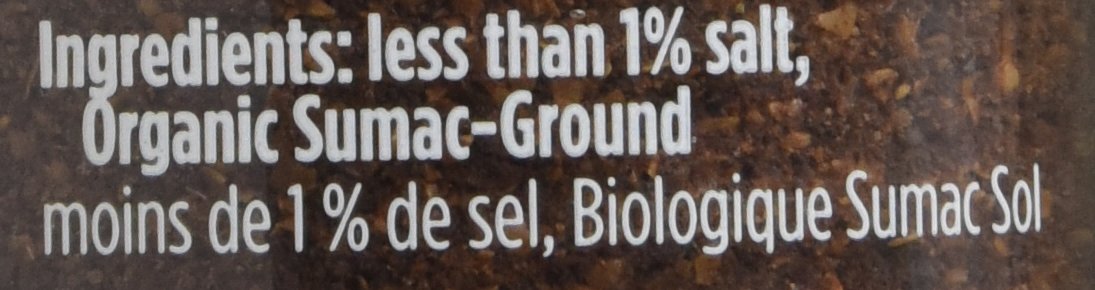 Ingredients: less than 1% salt,
Organic Sumac-Ground
moins de 1 % de sel, Biologique Sumac Sol